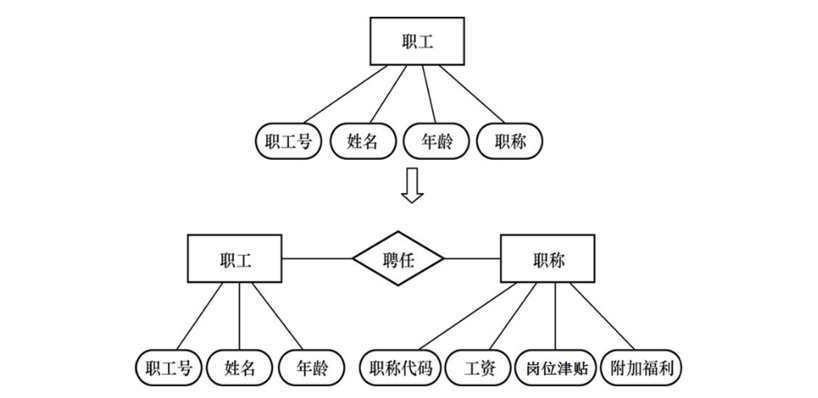 职工
职工号 姓名 年龄 职称
职工 聘任 职称
职工号 姓名 年龄 职称代码 工资 岗位津贴 附加福利